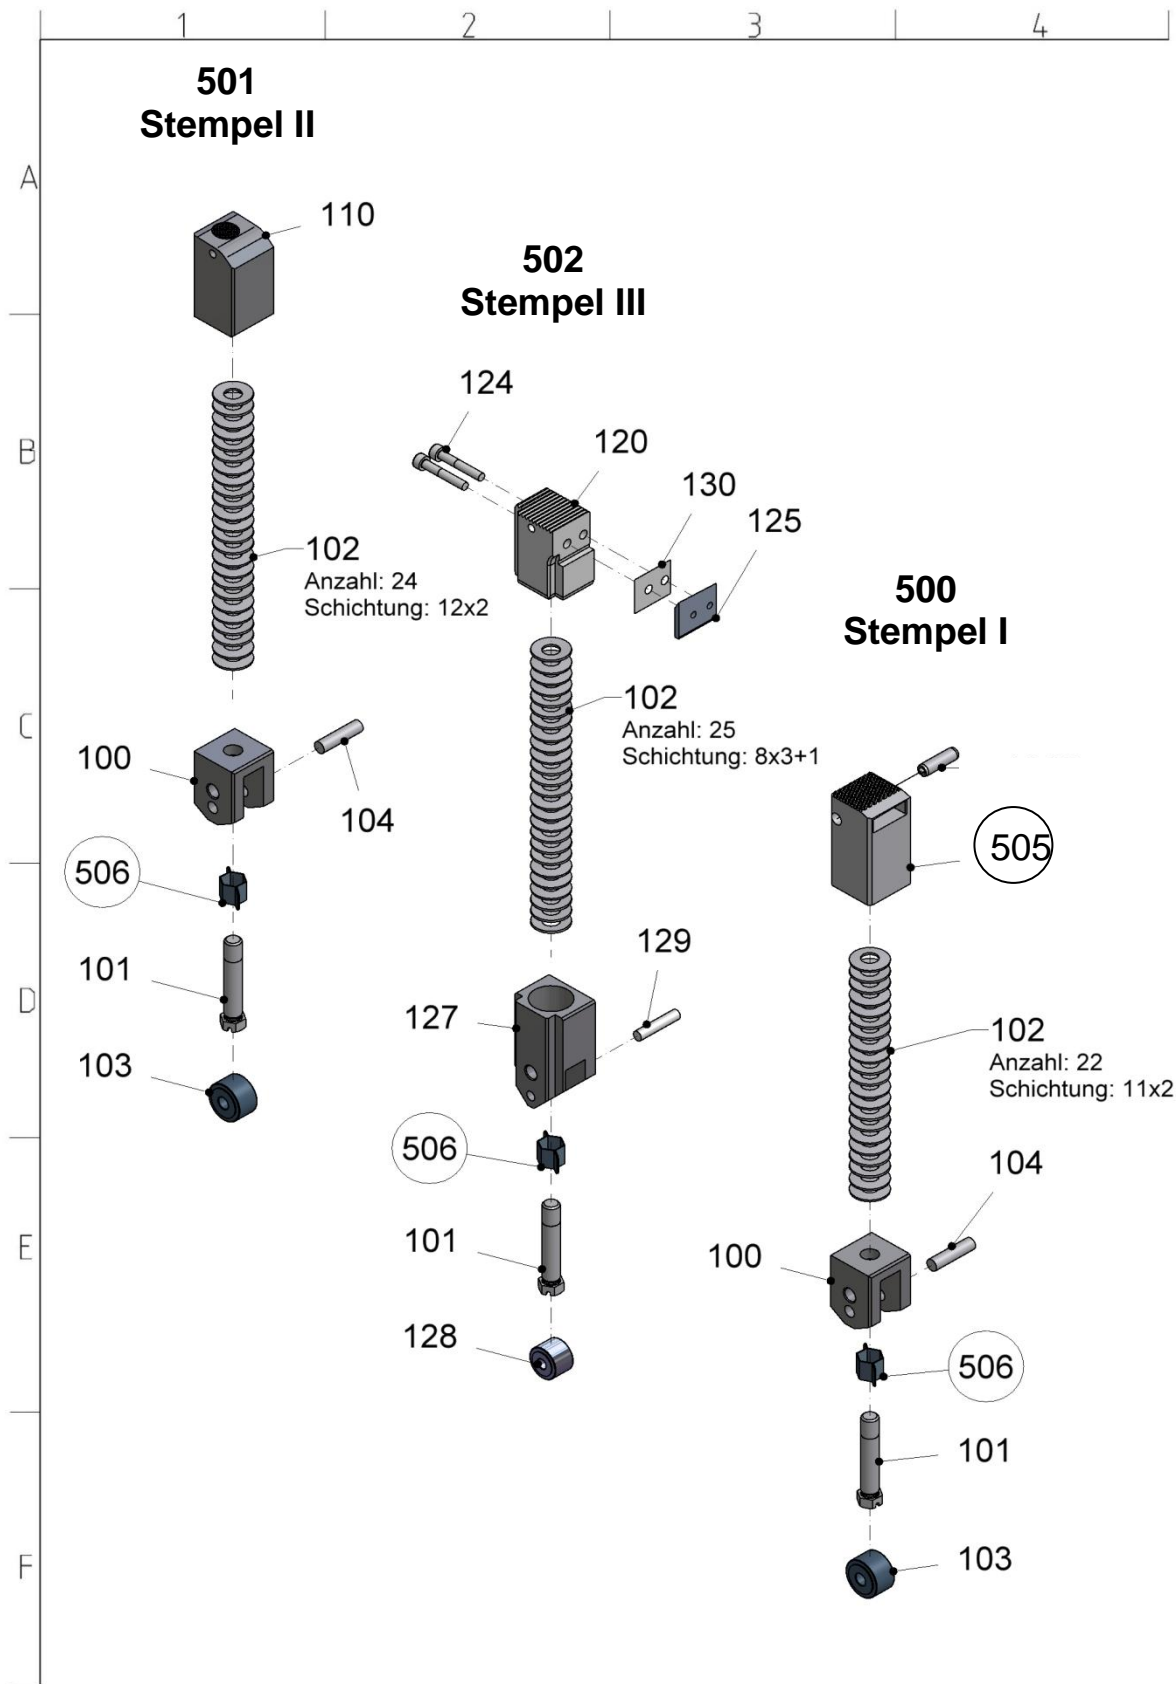 1
2
3
4
A
B
C
D
E
F
501
Stempel II
110
102
Anzahl: 24
Schichtung: 12x2
100
104
506
101
103
502
Stempel III
124
120
130
125
102
Anzahl: 25
Schichtung: 8x3+1
127
129
506
101
128
500
Stempel I
505
102
Anzahl: 22
Schichtung: 11x2
104
100
506
101
103